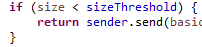 if (size < sizeThreshold) {
    return sender.send(basic
}